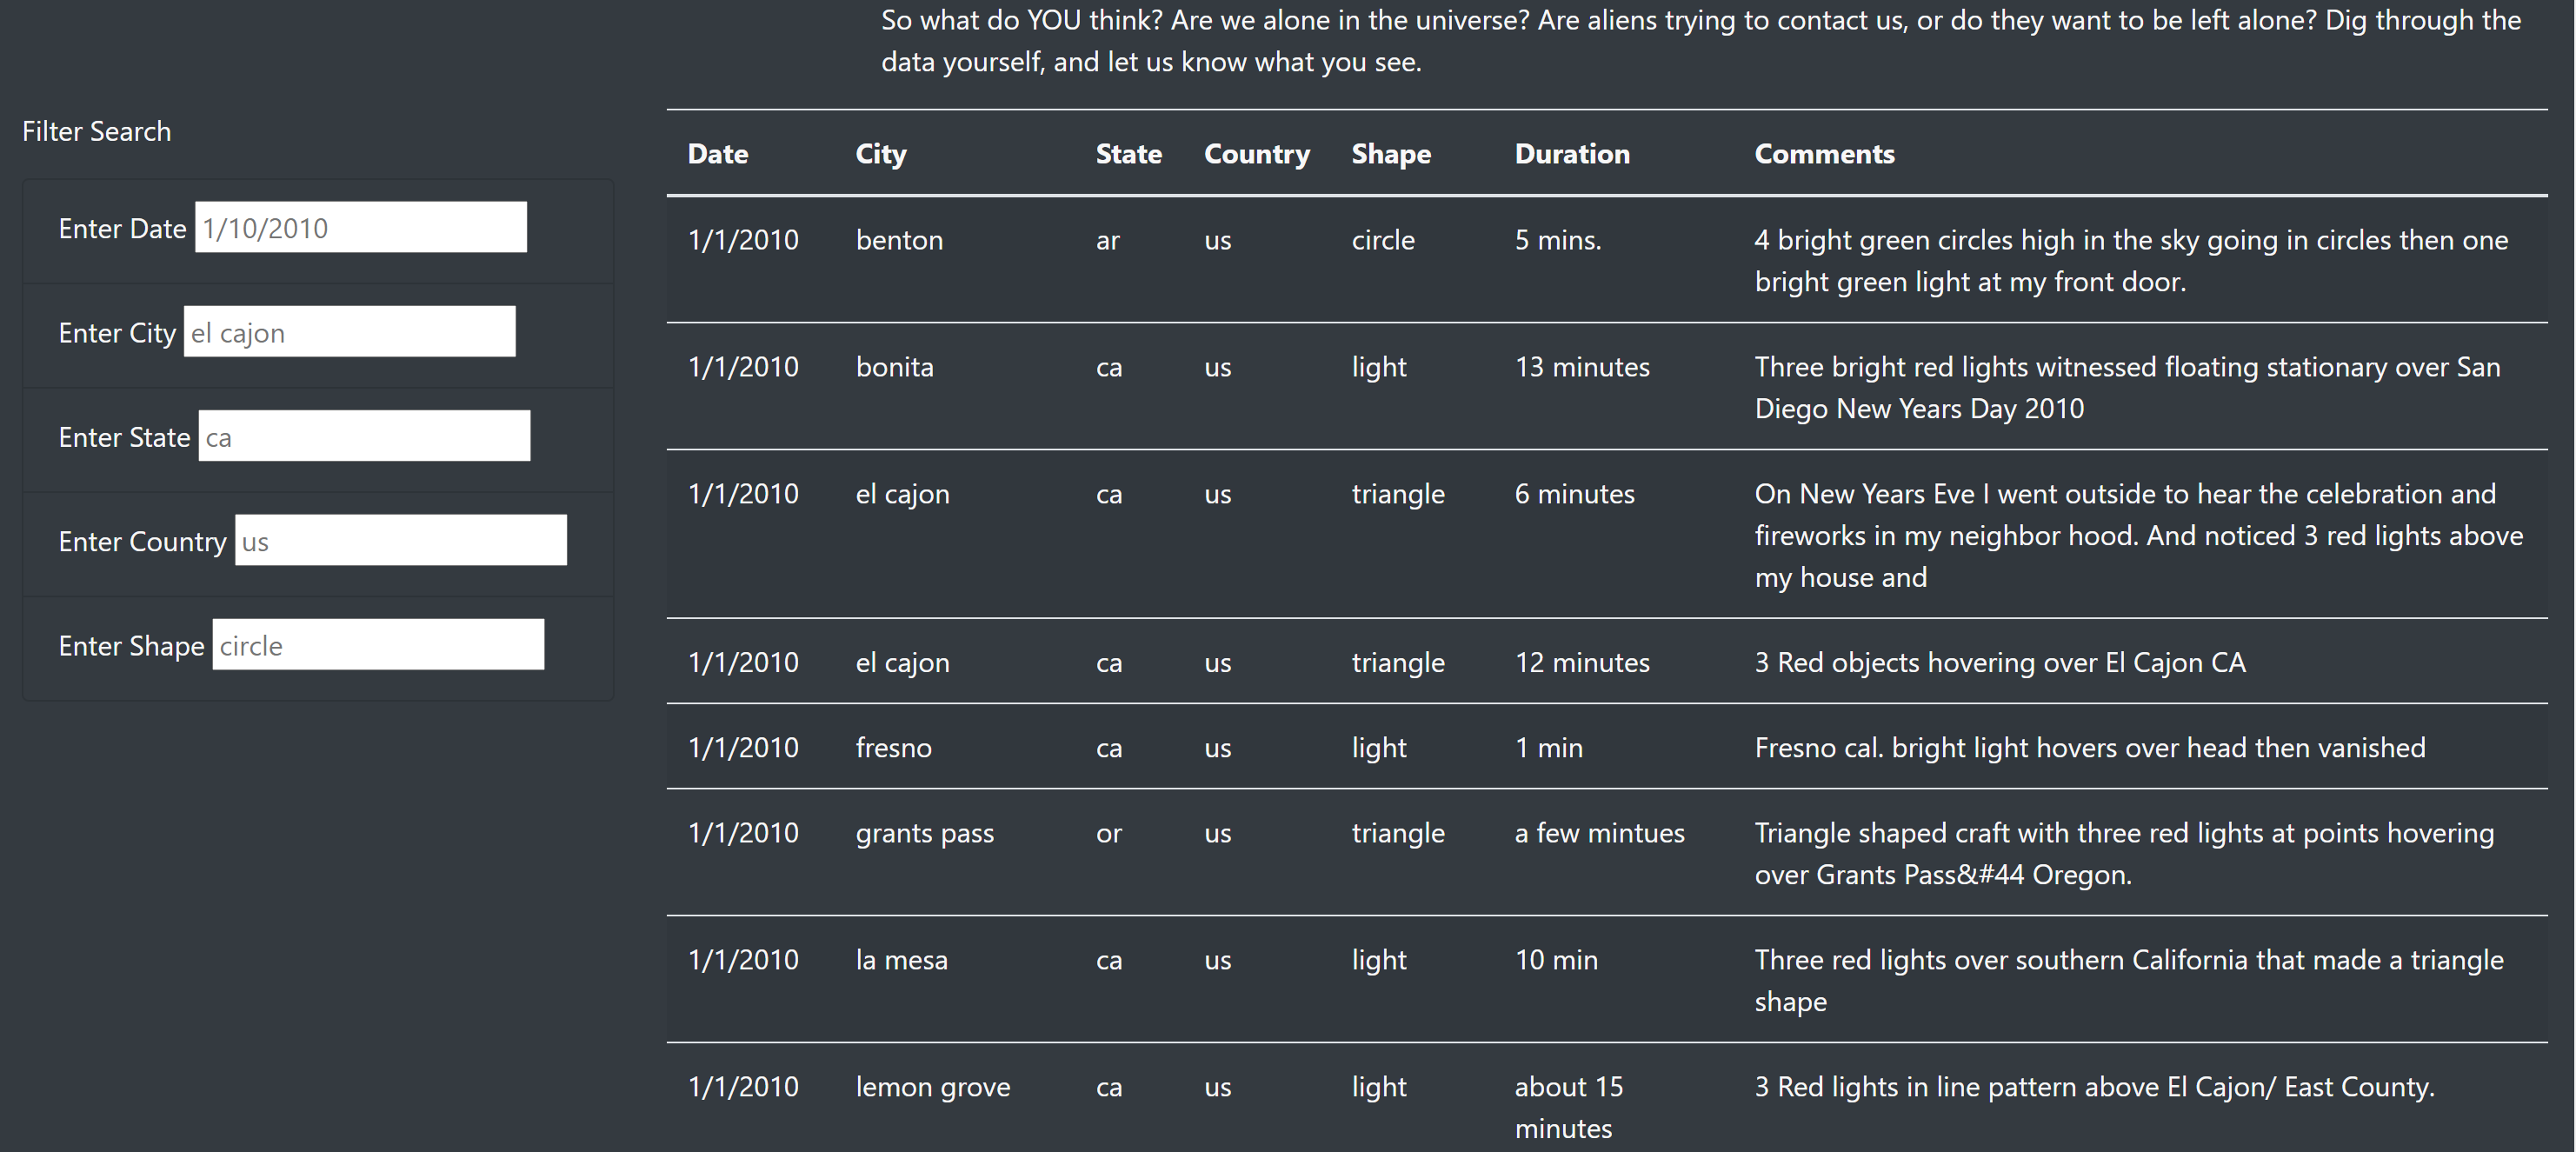 So what do YOU think? Are we alone in the universe? Are aliens trying to contact us, or do they want to be left alone? Dig through the
data yourself, and let us know what you see.
Filter Search
Enter Date 1/10/2010
Enter City el cajon
Enter State ca
Enter Country us
Enter Shape circle
Date City State Country Shape Duration Comments
1/1/2010 benton ar us circle 5 mins. 4 bright green circles high in the sky going in circles then one
bright green light at my front door.
1/1/2010 bonita ca us light 13 minutes Three bright red lights witnessed floating stationary over San
Diego New Years Day 2010
1/1/2010 el cajon ca us triangle 6 minutes On New Years Eve I went outside to hear the celebration and
fireworks in my neighbor hood. And noticed 3 red lights above
my house and
1/1/2010 el cajon ca us triangle 12 minutes 3 Red objects hovering over El Cajon CA
1/1/2010 fresno ca us light 1 min Fresno cal. bright light hovers over head then vanished
1/1/2010 grants pass or us triangle a few mintues Triangle shaped craft with three red lights at points hovering
over Grants Pass&#44 Oregon.
1/1/2010 la mesa ca us light 10 min Three red lights over southern California that made a triangle
shape
1/1/2010 lemon grove ca us light about 15 3 Red lights in line pattern above El Cajon/ East County.
minutes